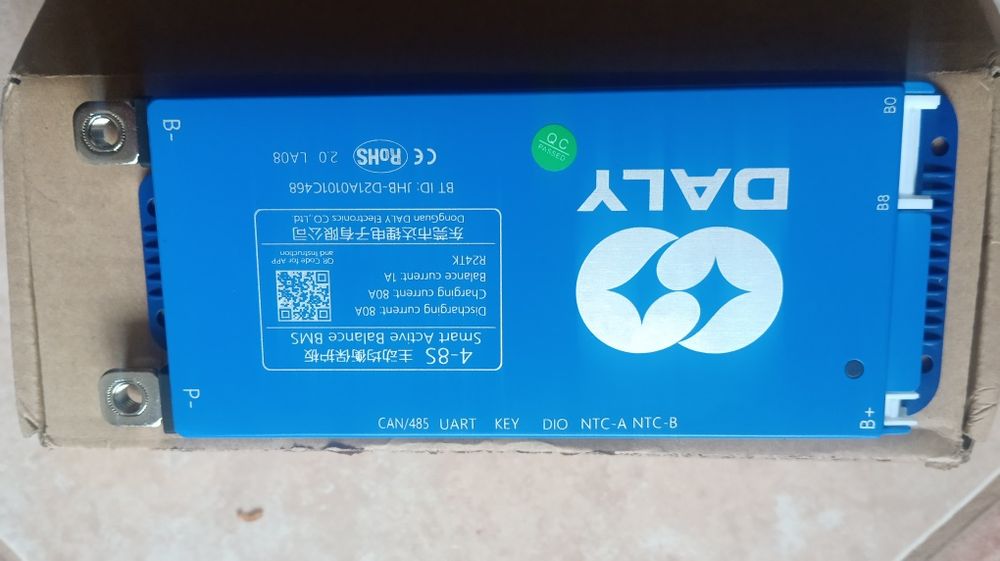 B-
P-
B0
B8
B+
QC
PASSED
DALY
4-8S 主动均衡保护板
Smart Active Balance BMS
Discharging current: 80A
Charging current: 80A
Balance current: 1A
R24TK
QR Code for APP
and Instruction
东莞市达锂电子有限公司
DongGuan DALY Electronics CO.,Ltd.
BT ID: JHB-D21A0101C468
CE RoHS 2.0 LA08
CAN/485 UART KEY DIO NTC-A NTC-B